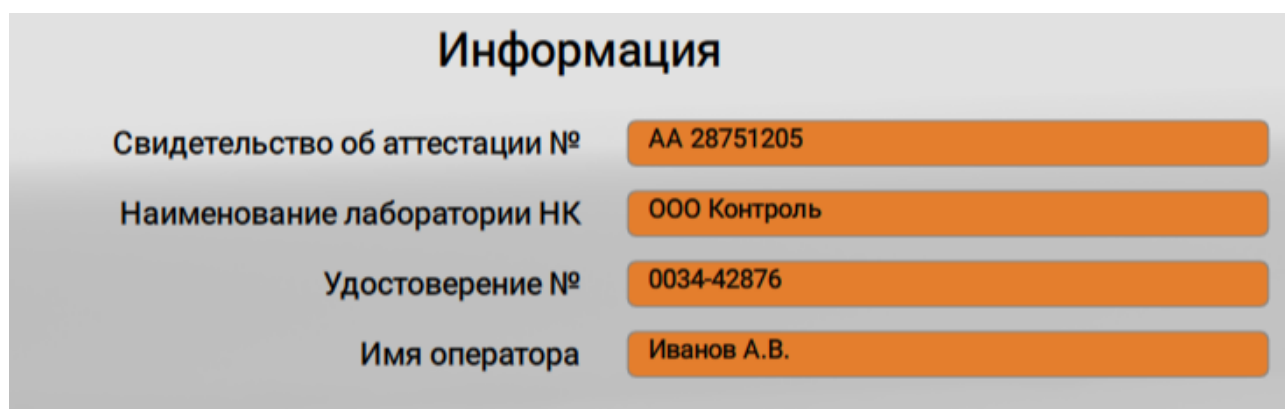 Информация
Свидетельство об аттестации № АА 28751205
Наименование лаборатории НК ООО Контроль
Удостоверение № 0034-42876
Имя оператора Иванов А.В.